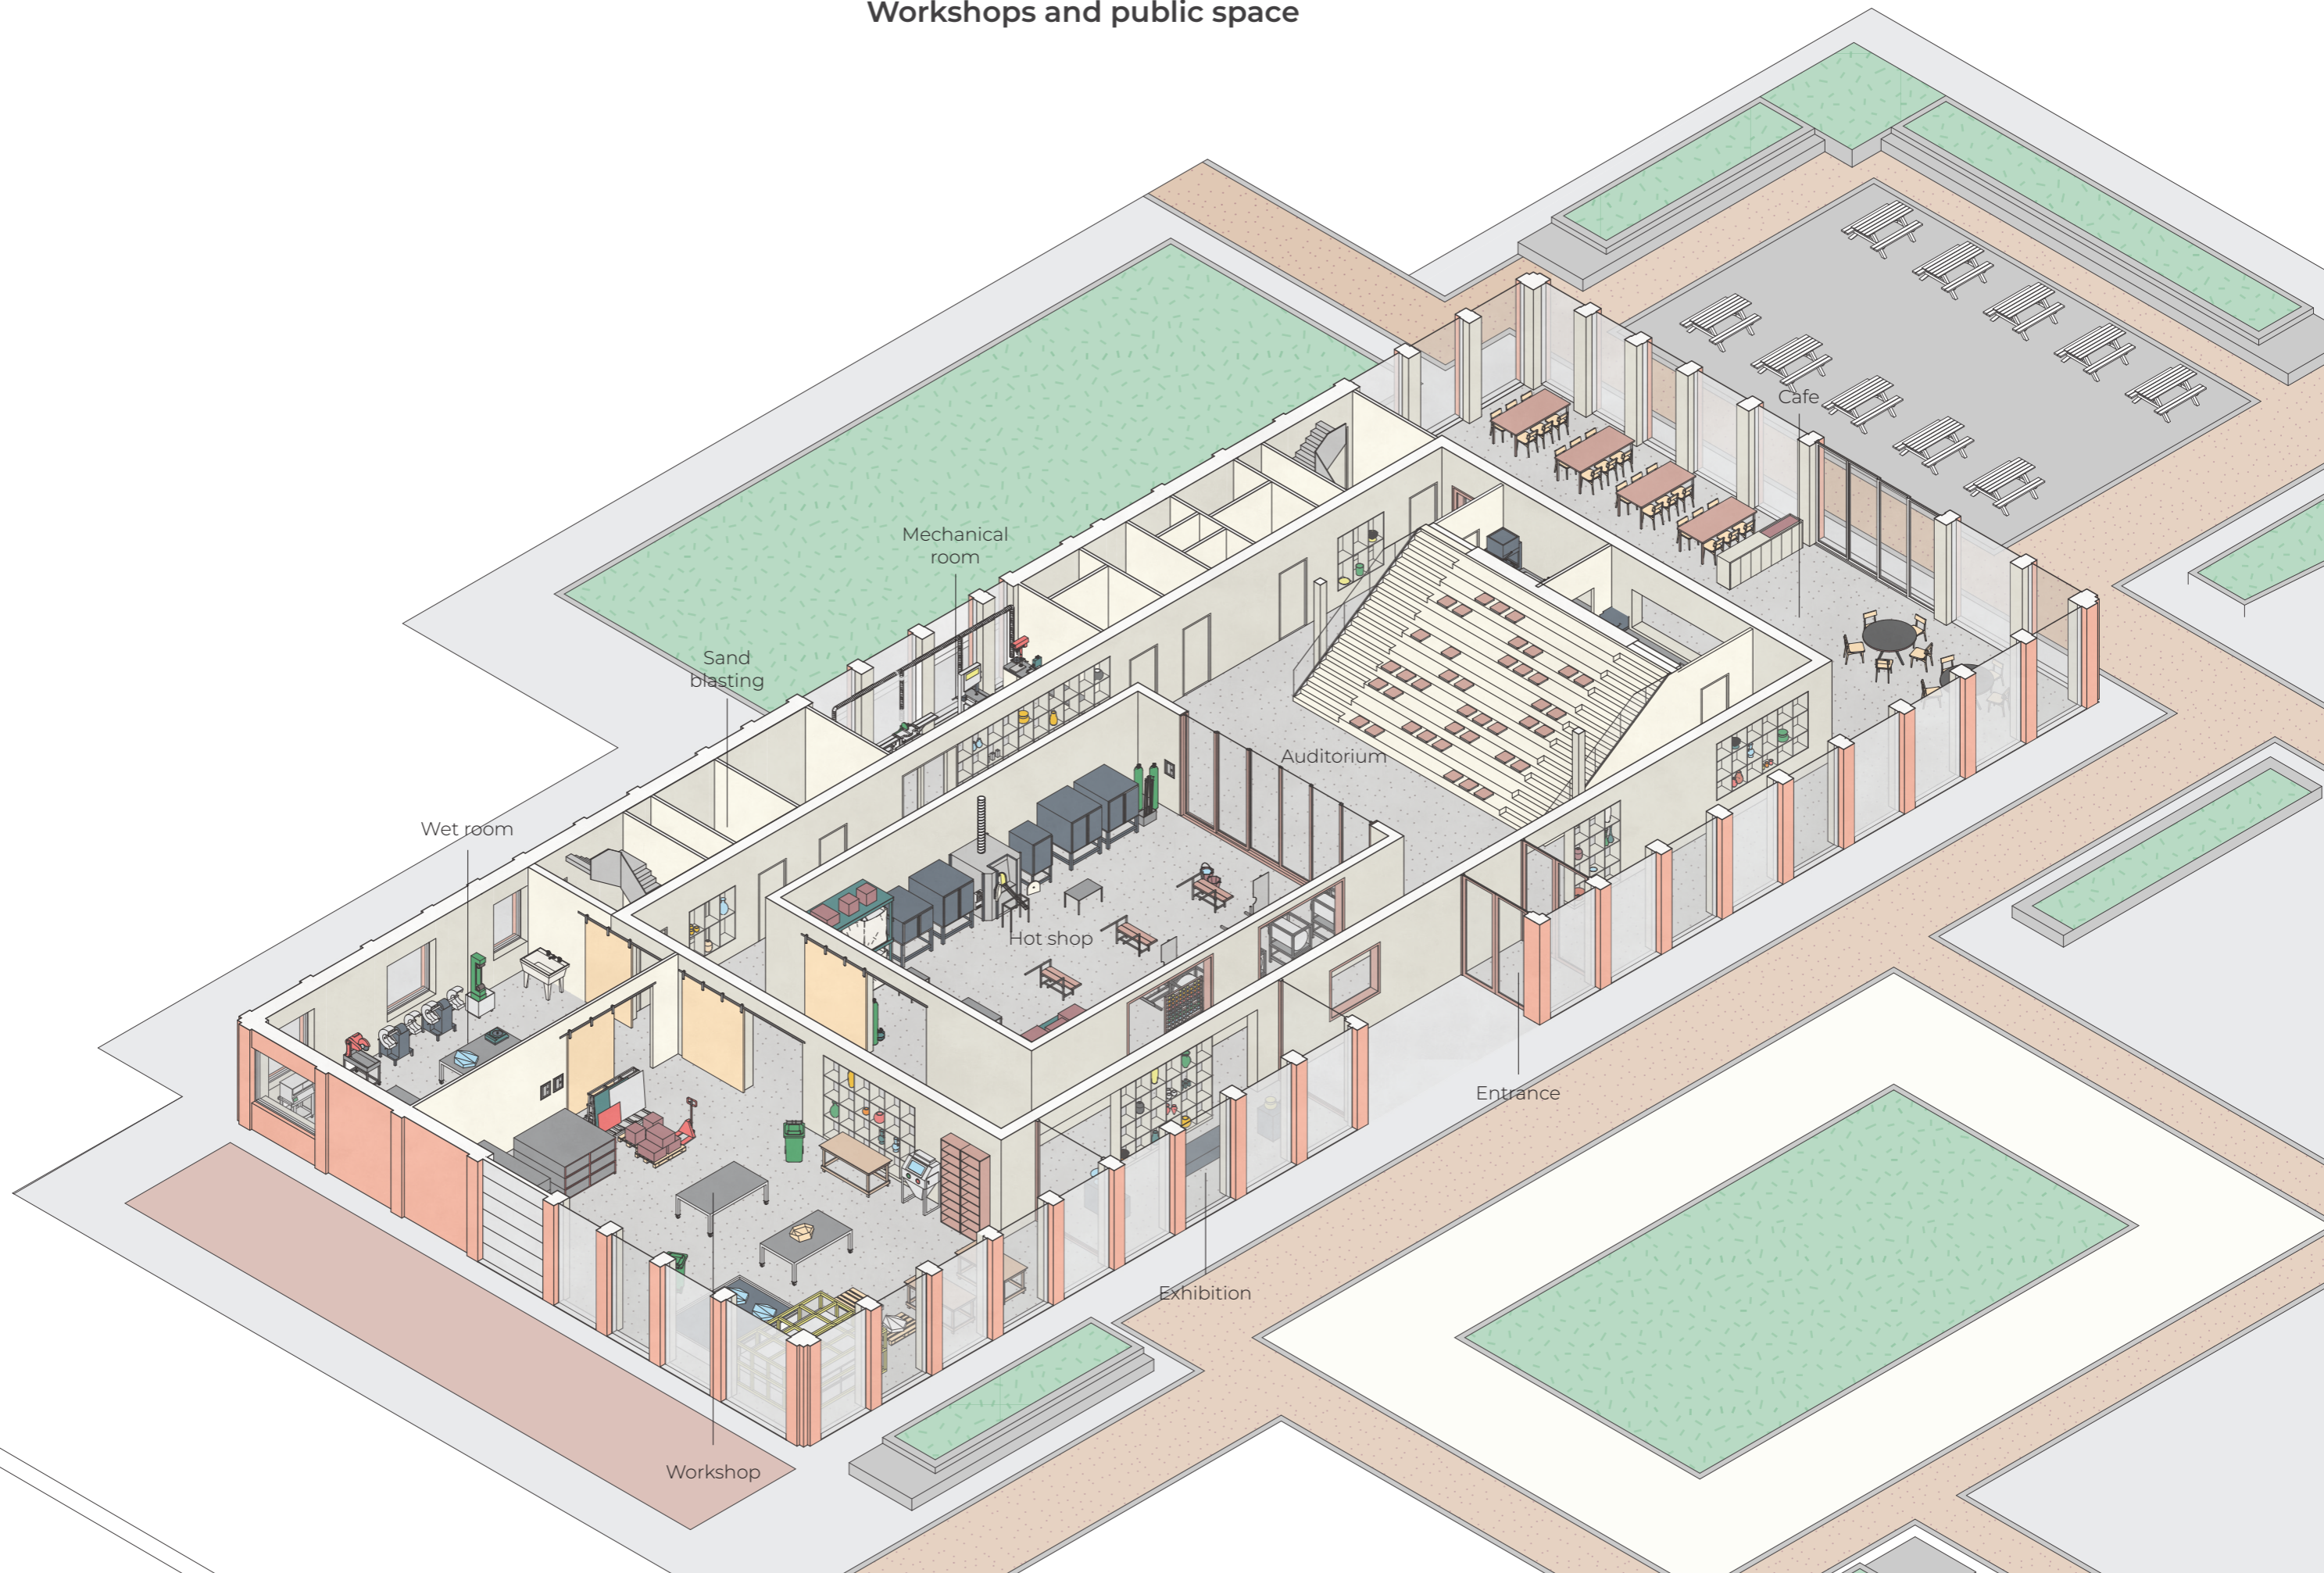 Workshops and public space
Cafe
Mechanical
room
Sand
blasting
Auditorium
Wet room
Hot shop
Entrance
Exhibition
Workshop